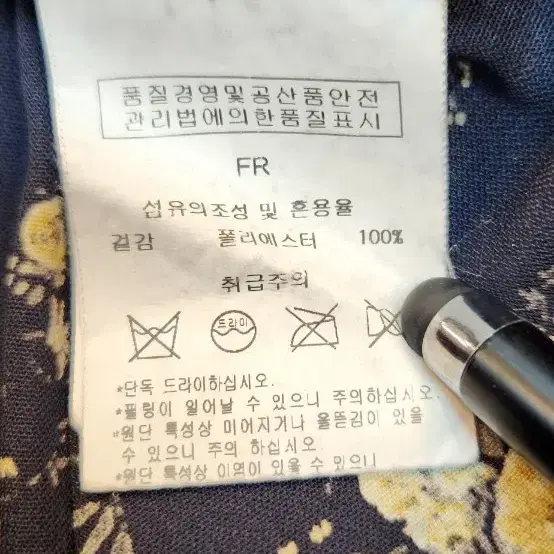 품질경영및공산품안전
관리법에의한품질표시
FR
섬유의조성 및 혼용율
겉감 폴리에스터 100%
취급주의
드라이
*단독 드라이하십시오.
*필링이 일어날 수 있으니 주의하십시오.
*원단 특성상 미어지거나 올뜯김이 있을
수 있으니 주의 하십시오.
*원단 특성상 이염이 있을 수 있으니